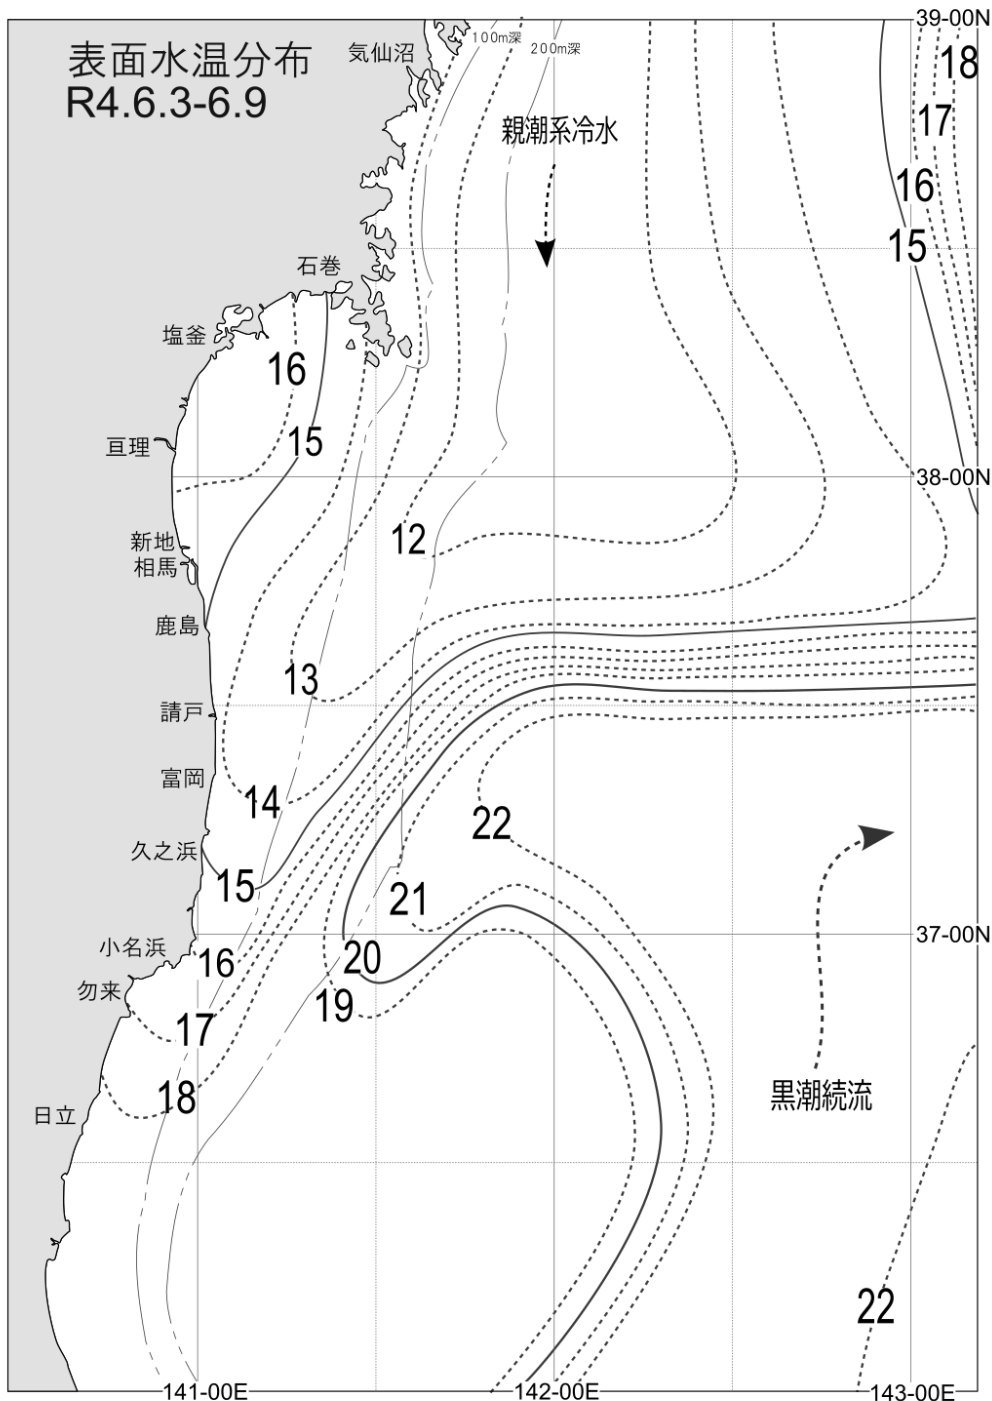 39-00N
表面水温分布
R4.6.3-6.9
気仙沼
100m深
200m深
18
17
親潮系冷水
16
15
石巻
塩釜
16
15
亘理
38-00N
12
新地
相馬
鹿島
13
請戸
富岡
14
22
久之浜
15
21
37-00N
小名浜
16
20
勿来
19
17
18
黒潮続流
日立
22
141-00E
142-00E
143-00E